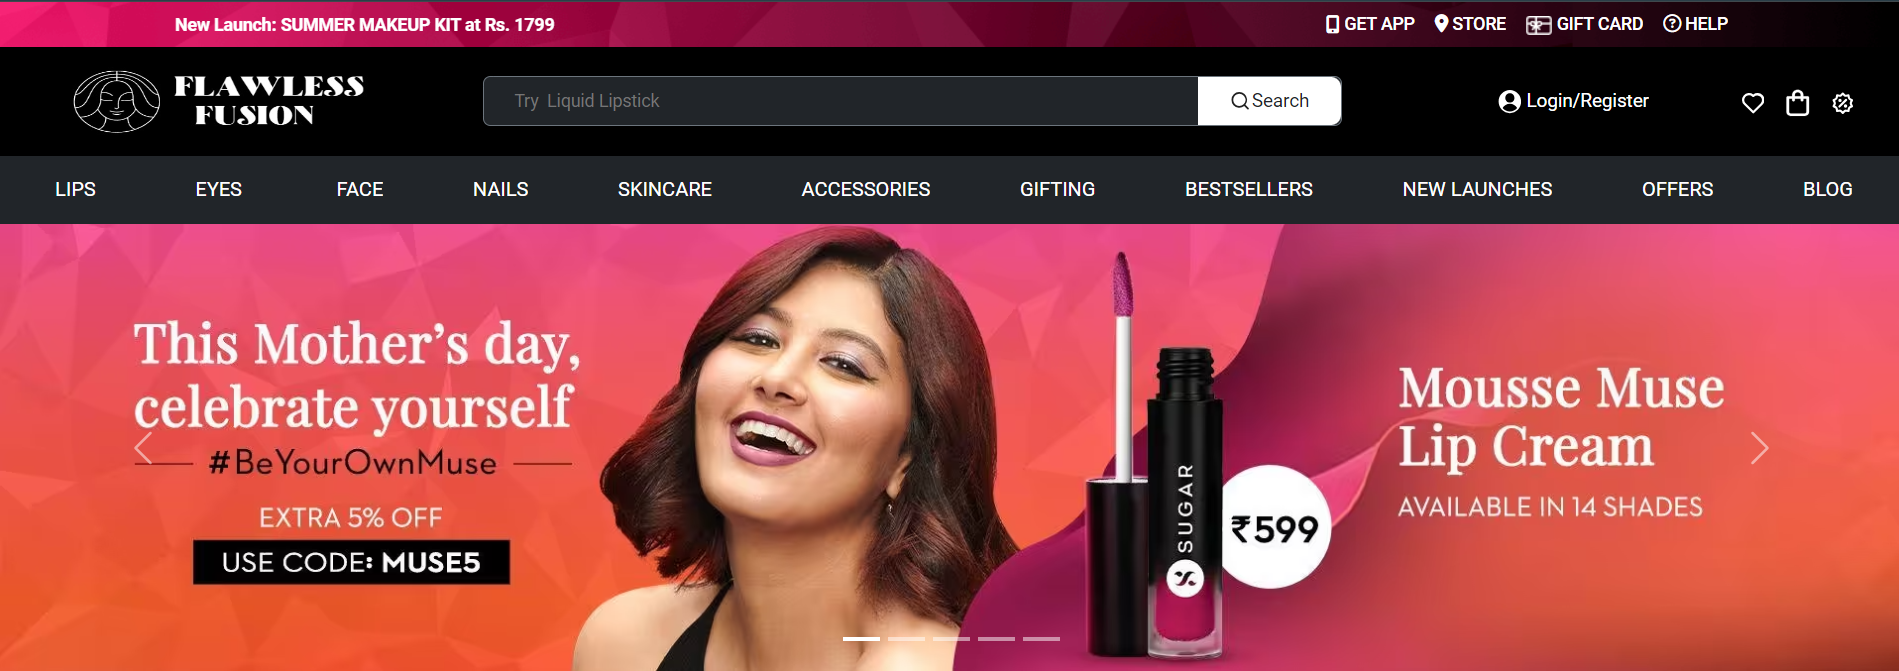 New Launch: SUMMER MAKEUP KIT at Rs. 1799
GET APP STORE GIFT CARD HELP
FLAWLESS
FUSION
Try Liquid Lipstick
Search
Login/Register
LIPS EYES FACE NAILS SKINCARE ACCESSORIES GIFTING BESTSELLERS NEW LAUNCHES OFFERS BLOG
This Mother's day,
celebrate yourself
#BeYourOwnMuse
EXTRA 5% OFF
USE CODE: MUSE5
SUGAR
₹599
Mousse Muse
Lip Cream
AVAILABLE IN 14 SHADES